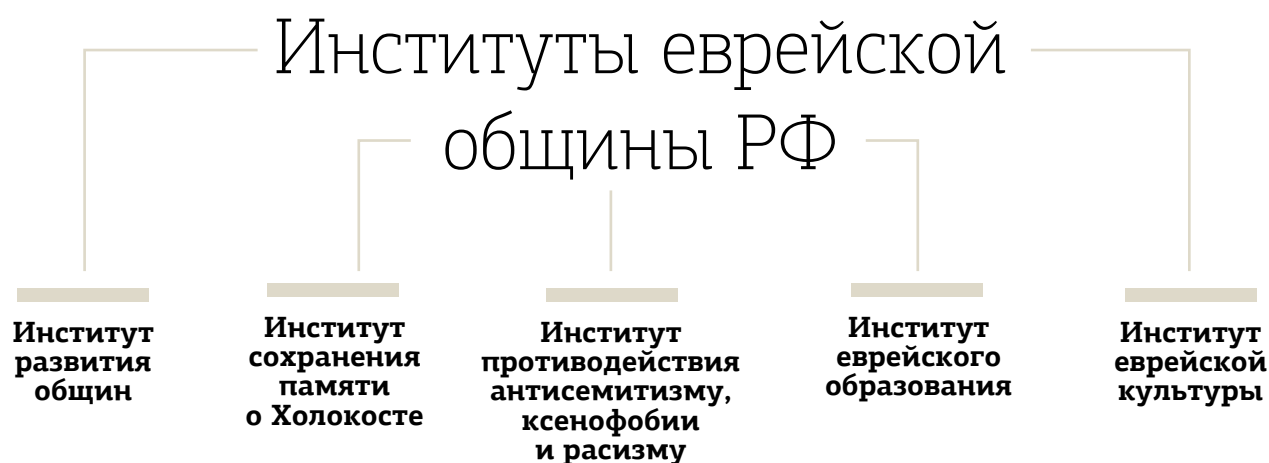 Институты еврейской
общины РФ
Институт
развития
общин
Институт
сохранения
памяти
о Холокосте
Институт
противодействия
антисемитизму,
ксенофобии
и расизму
Институт
еврейского
образования
Институт
еврейской
культуры